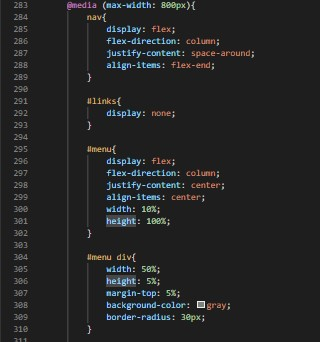 283 @media (max-width: 800px){
284 nav{
285 display: flex;
286 flex-direction: column;
287 justify-content: space-around;
288 align-items: flex-end;
289 }
290
291 #links{
292 display: none;
293 }
294
295 #menu{
296 display: flex;
297 flex-direction: column;
298 justify-content: center;
299 align-items: center;
300 width: 10%;
301 height: 100%;
302 }
303
304 #menu div{
305 width: 50%;
306 height: 5%;
307 margin-top: 5%;
308 background-color: gray;
309 border-radius: 30px;
310 }
311